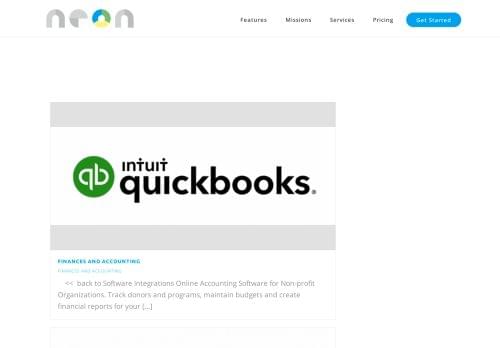 neon
Features Missions Services Pricing Get Started
intuit
quickbooks.
FINANCES AND ACCOUNTING
FINANCES AND ACCOUNTING
<< back to Software Integrations Online Accounting Software for Non-profit
Organizations. Track donors and programs, maintain budgets and create
financial reports for your [...]